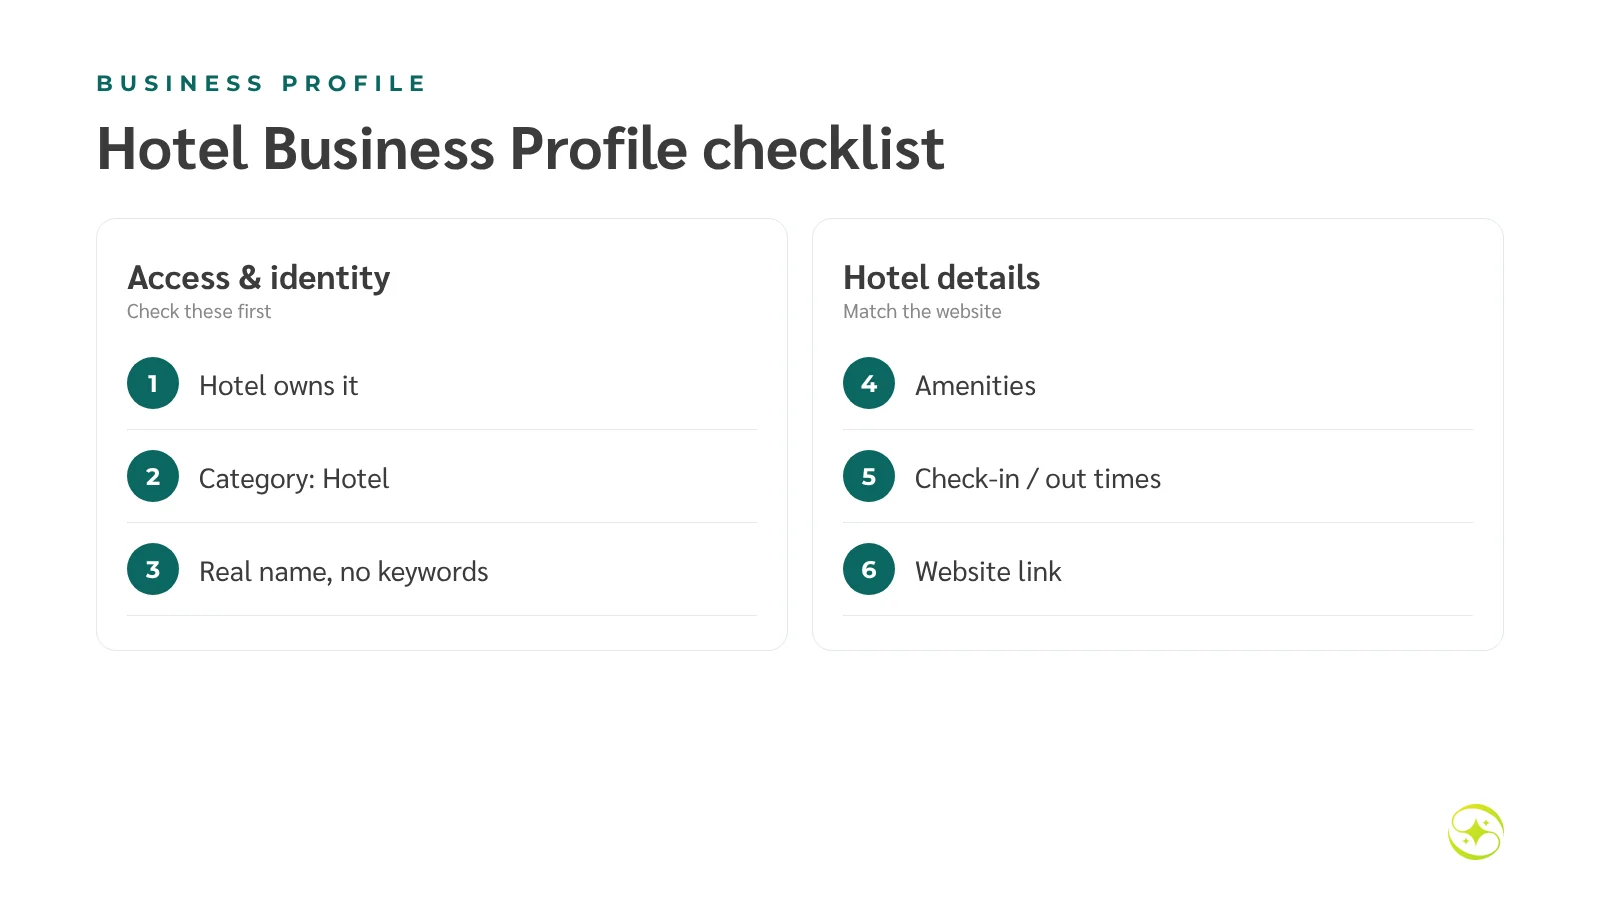 BUSINESS PROFILE
Hotel Business Profile checklist
Access & identity
Check these first
1 Hotel owns it
2 Category: Hotel
3 Real name, no keywords
Hotel details
Match the website
4 Amenities
5 Check-in / out times
6 Website link